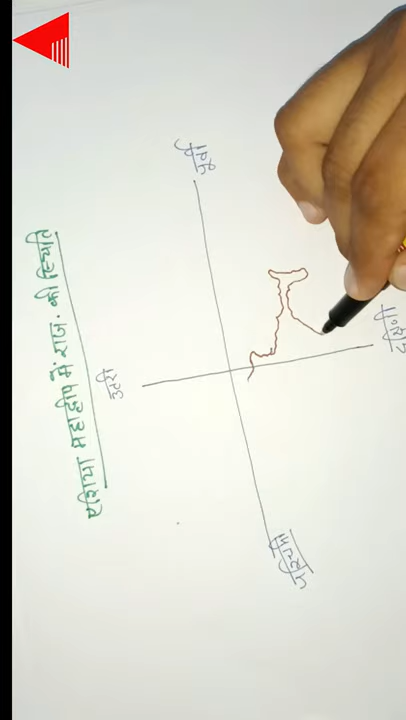 एशिया महाद्वीप में राज. की स्थिति
उत्तरी
पूर्वी
पश्चिमी
दक्षिणी